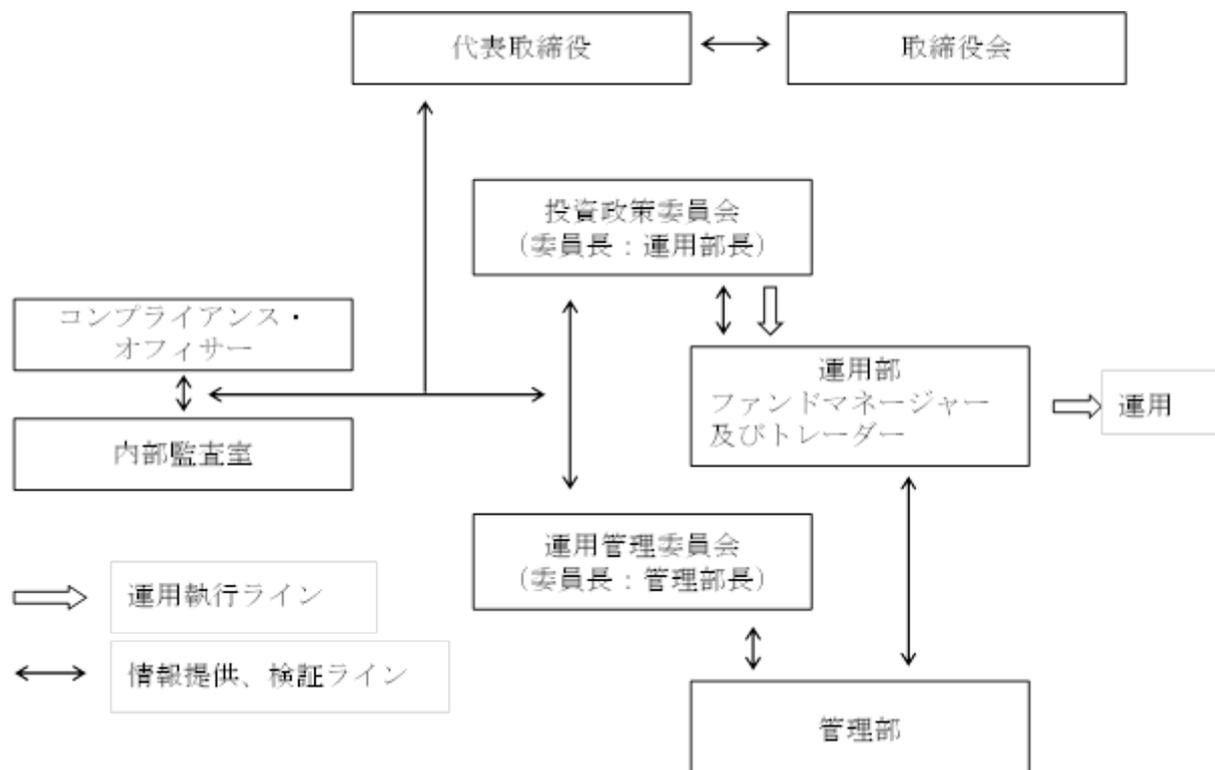 代表取締役
取締役会
投資政策委員会
（委員長：運用部長）
コンプライアンス・
オフィサー
運用部
ファンドマネージャー
及びトレーダー
運用
内部監査室
運用管理委員会
（委員長：管理部長）
運用執行ライン
情報提供、検証ライン
管理部